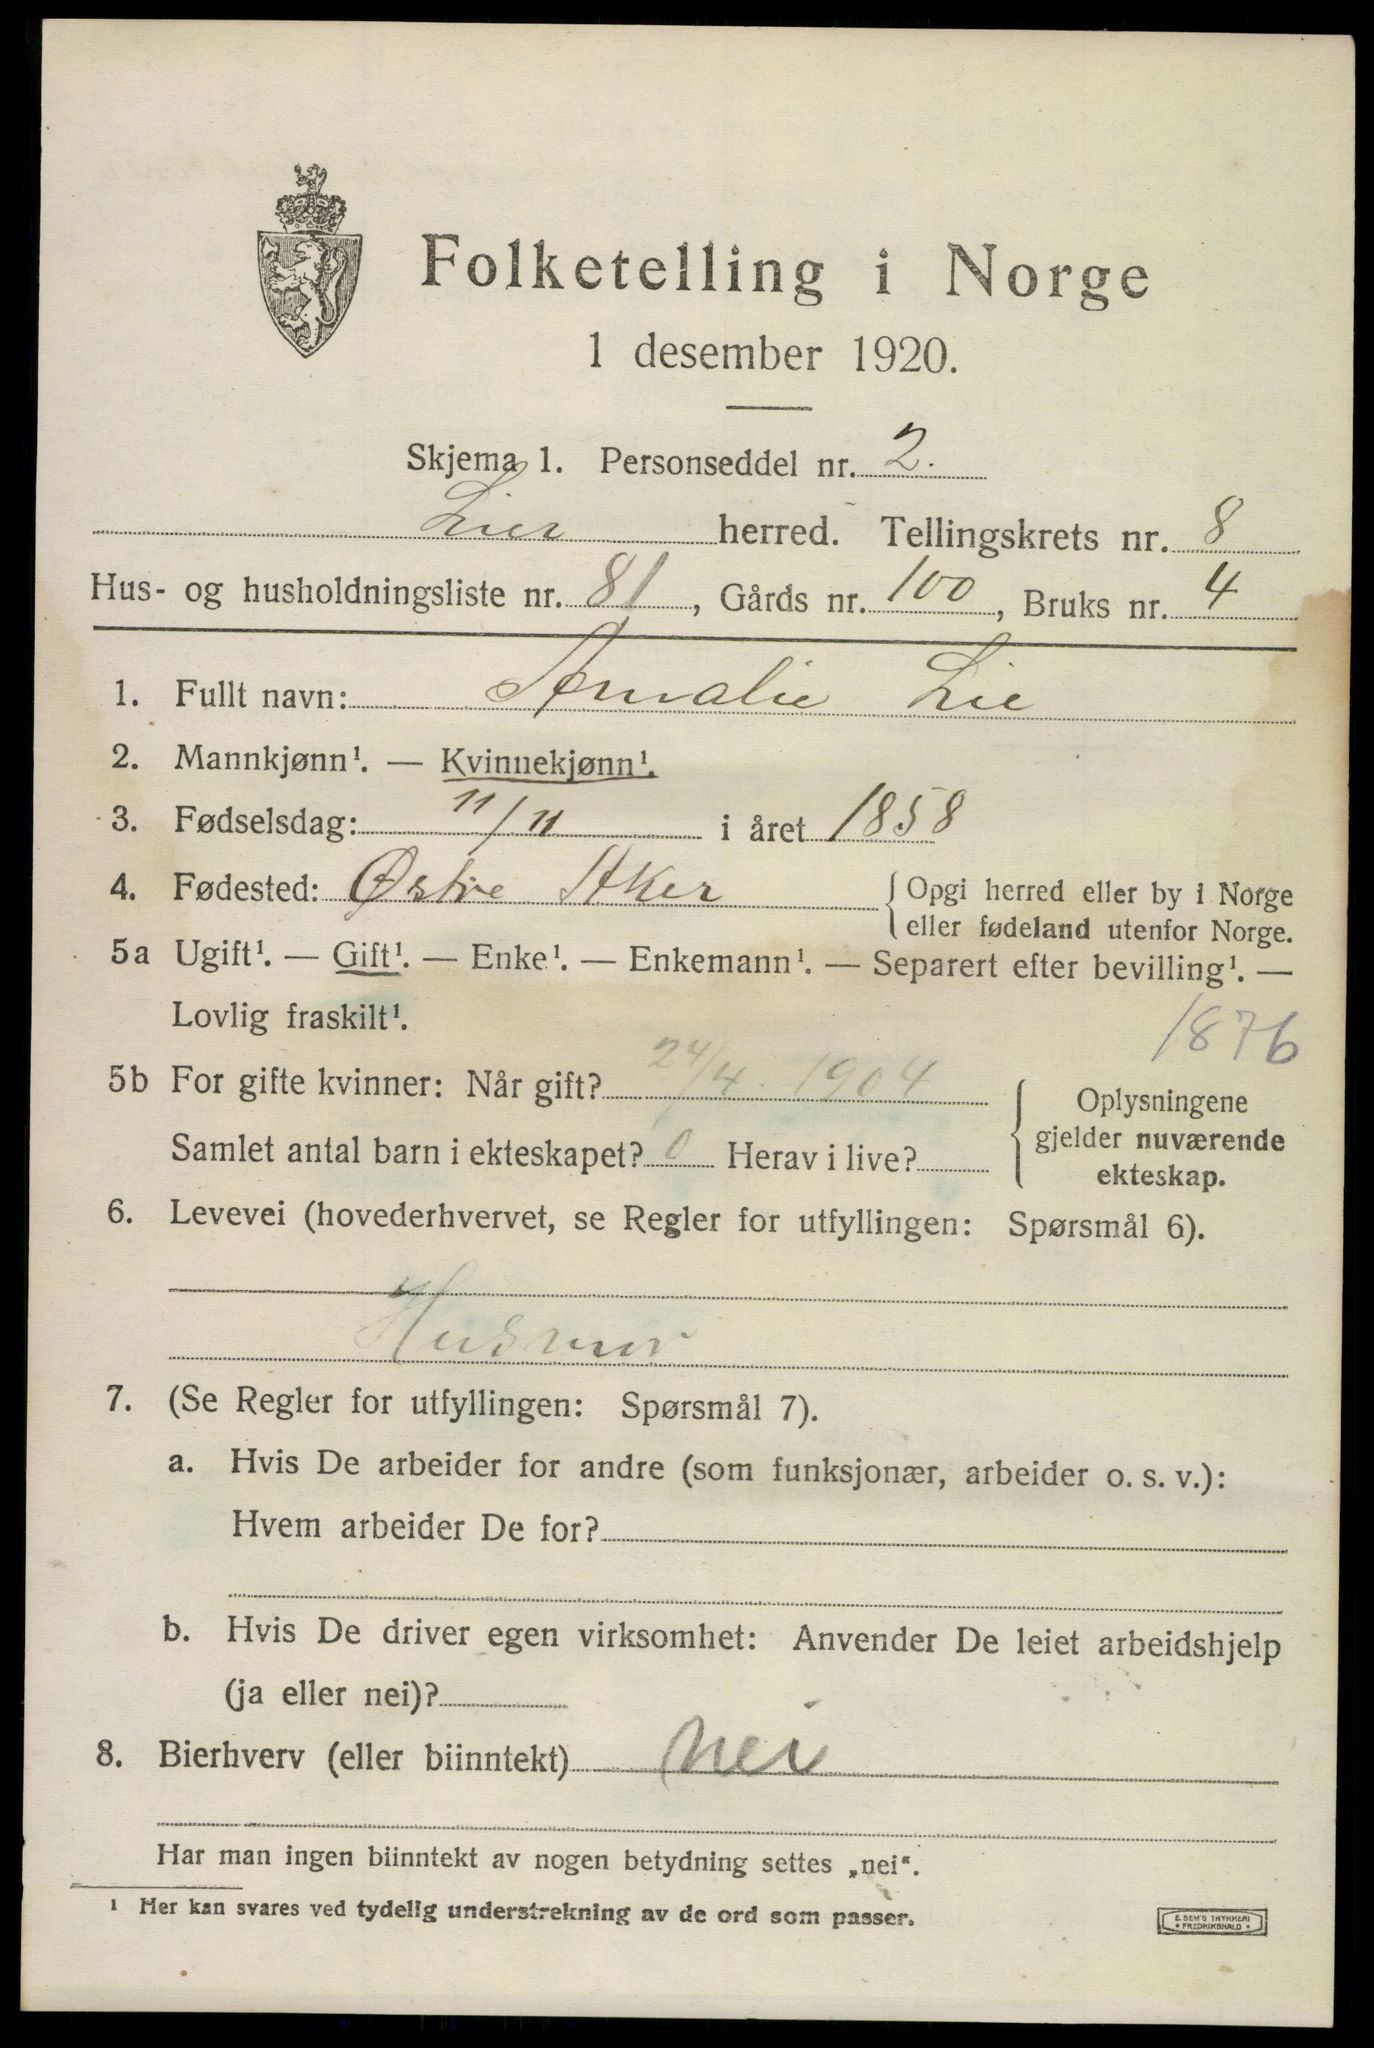 Folketelling i Norge
1 desember 1920.
Skjema 1. Personseddel nr. 2.
Lier herred. Tellingskrets nr. 8
Hus- og husholdningsliste nr. 81, Gårds nr. 100, Bruks nr. 4
1. Fullt navn: Amalie Lie
2. Mannkjønn¹. — Kvinnekjønn¹.
3. Fødselsdag: 11/11 i året 1858
4. Fødested: Østre Aker {Opgi herred eller by i Norge
eller fødeland utenfor Norge.
5a Ugift¹. — Gift¹. — Enke¹. — Enkemann¹. — Separert efter bevilling¹. —
Lovlig fraskilt¹.
1876
5b For gifte kvinner: Når gift? 24/4 1904
Samlet antal barn i ekteskapet? 0 Herav i live?
Oplysningene
gjelder nuværende
ekteskap.
6. Levevei (hovederhvervet, se Regler for utfyllingen: Spørsmål 6).
Husmor
7. (Se Regler for utfyllingen: Spørsmål 7).
a. Hvis De arbeider for andre (som funksjonær, arbeider o. s. v.):
Hvem arbeider De for?
b. Hvis De driver egen virksomhet: Anvender De leiet arbeidshjelp
(ja eller nei)?
8. Bierhverv (eller biinntekt) nei
Har man ingen biinntekt av nogen betydning settes „nei".
¹ Her kan svares ved tydelig understrekning av de ord som passer.
E. SEM'S TRYKKERI
* FREDRIKSHALD *